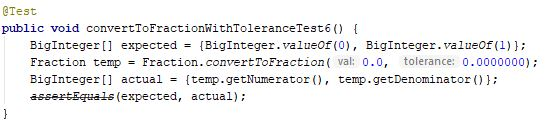 @Test
public void convertToFractionWithToleranceTest6() {
BigInteger[] expected = {BigInteger.valueOf(0), BigInteger.valueOf(1)};
Fraction temp = Fraction.convertToFraction( val: 0.0, tolerance: 0.0000000);
BigInteger[] actual = {temp.getNumerator(), temp.getDenominator()};
assertEquals(expected, actual);
}